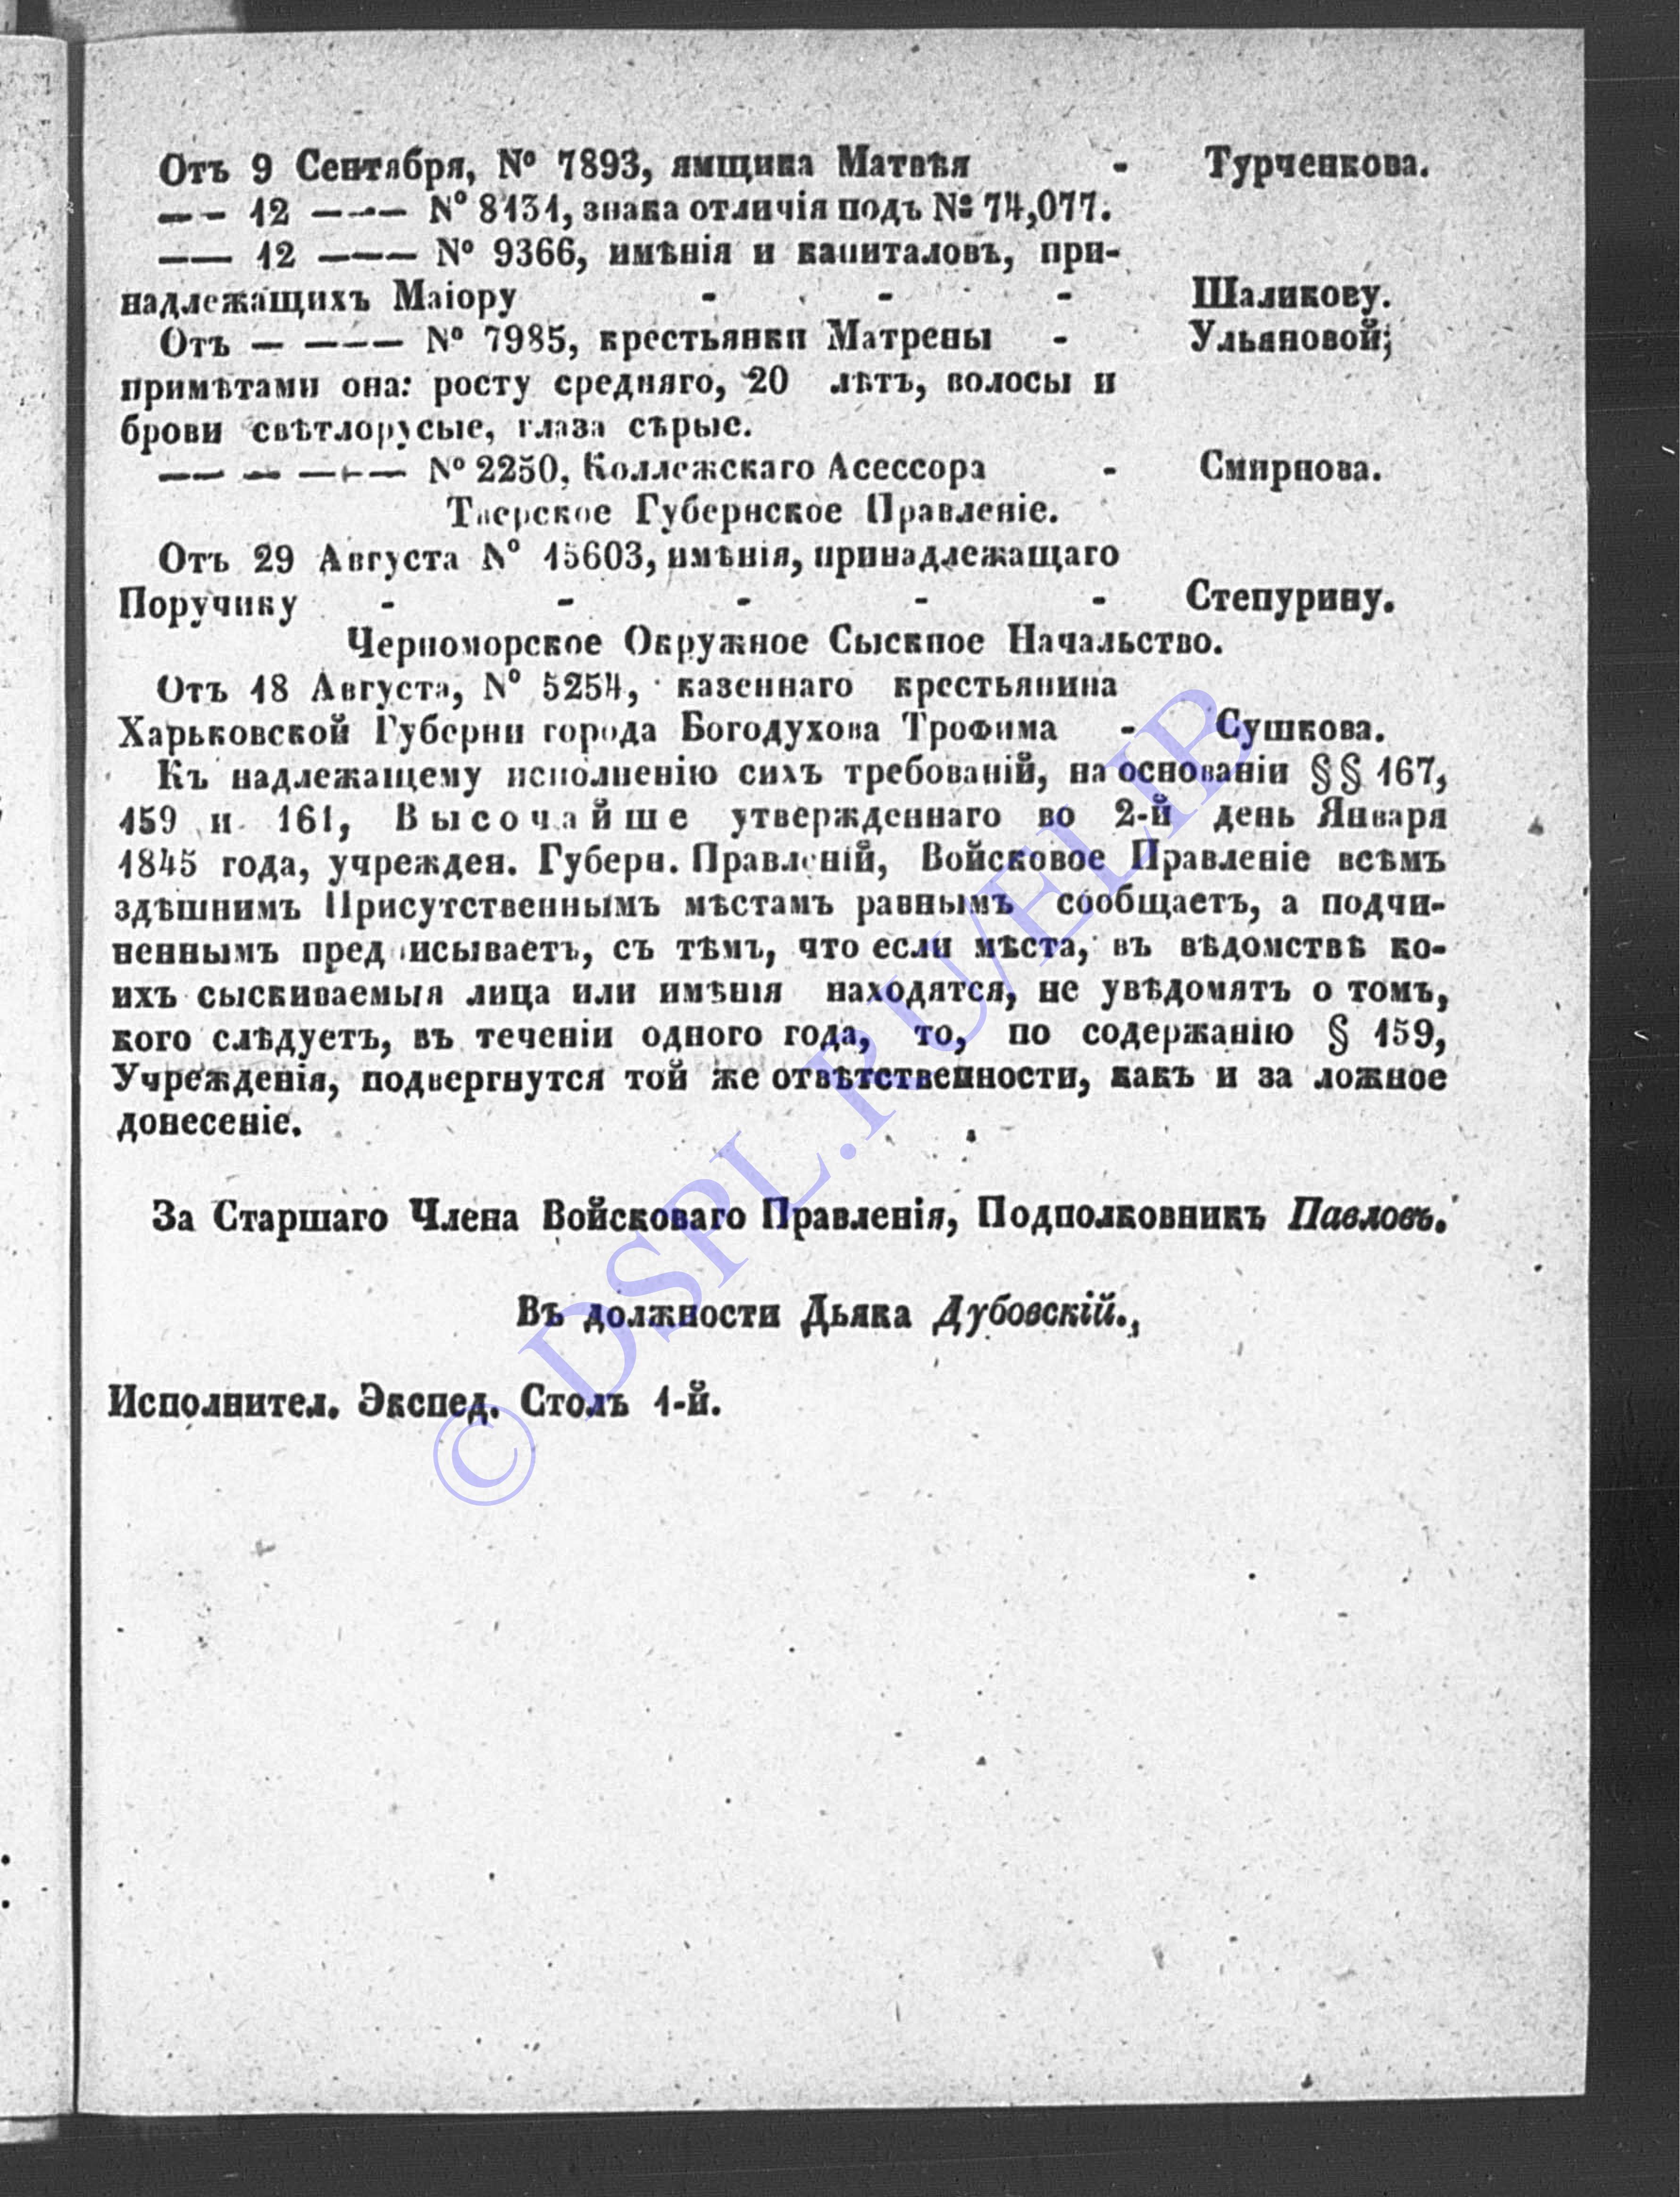 Отъ 9 Сентября, № 7893, ямщика Матвѣя - Турченкова.
— - 12 — — — № 8131, знака отличія подъ № 74,077.
— — 12 — — — № 9366, имѣнія и капиталовъ, при-
надлежащихъ Маіору - - - Шаликову.
Отъ — — — — № 7985, крестьянки Матрены - Ульяновой;
примѣтами она: росту средняго, 20 лѣтъ, волосы и
брови свѣтлорусые, глаза сѣрые.
— — — — — — № 2250, Коллежскаго Асессора - Смирнова.
Тверское Губернское Правленіе.
Отъ 29 Августа № 15603, имѣнія, принадлежащаго
Поручику - - - - - Степурину.
Черноморское Окружное Сыскное Начальство.
Отъ 18 Августа, № 5254, казеннаго крестьянина
Харьковской Губерни города Богодухова Трофима - Сушкова.
Къ надлежащему исполненію сихъ требованій, на основаніи §§ 167,
159 и 161, Высочайше утвержденнаго во 2-й день Января
1845 года, учрежден. Губерн. Правленій, Войсковое Правленіе всѣмъ
здѣшнимъ Присутственнымъ мѣстамъ равнымъ сообщаетъ, а подчи-
неннымъ предписываетъ, съ тѣмъ, что если мѣста, въ вѣдомствѣ ко-
ихъ сыскиваемыя лица или имѣнія находятся, не увѣдомятъ о томъ,
кого слѣдуетъ, въ теченіи одного года, то, по содержанію § 159,
Учрежденія, подвергнутся той же отвѣтственности, какъ и за ложное
донесеніе.
За Старшаго Члена Войсковаго Правленія, Подполковникъ Павловъ.
Въ должности Дьяка Дубовскій.,
Исполнител. Экспед. Столъ 1-й.
© DSPL.RU/ELIB